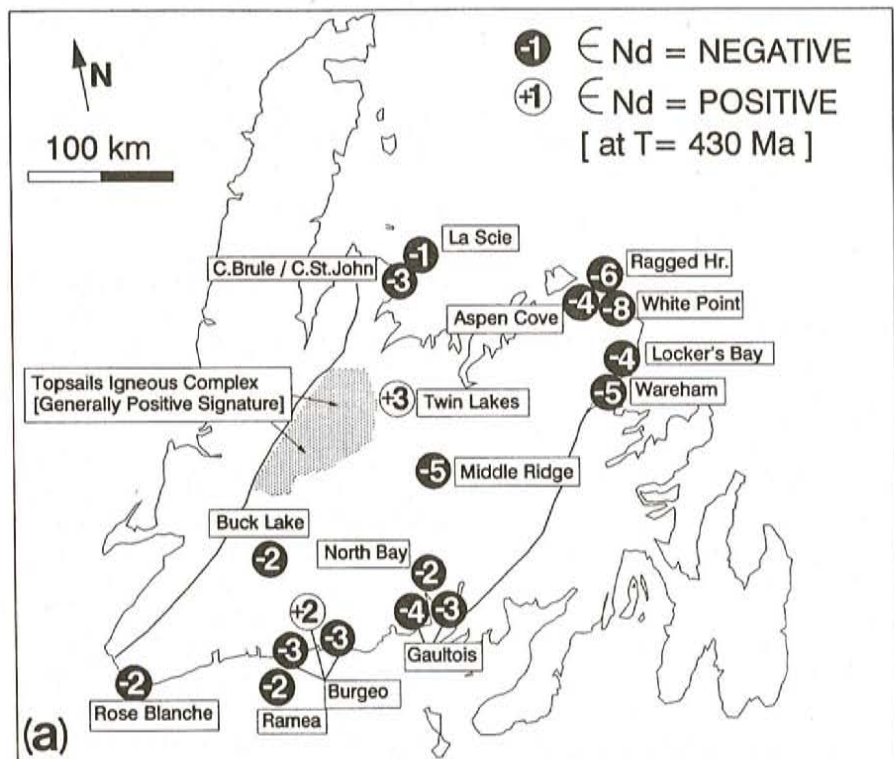 N
100 km
-1 ∈ Nd = NEGATIVE
+1 ∈ Nd = POSITIVE
[ at T= 430 Ma ]
La Scie
-1
C.Brule / C.St.John
-3
Ragged Hr.
-6
Aspen Cove
-4
-8
White Point
-4
Locker's Bay
-5
Wareham
Topsails Igneous Complex
[Generally Positive Signature]
+3
Twin Lakes
-5
Middle Ridge
Buck Lake
-2
North Bay
-2
-4
-3
Gaultois
+2
-3
-3
Burgeo
-2
Ramea
-2
Rose Blanche
(a)